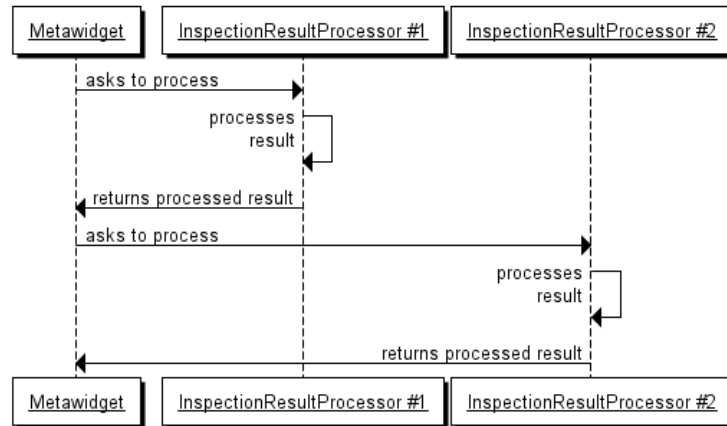 Metawidget
InspectionResultProcessor #1
InspectionResultProcessor #2
asks to process
processes
result
returns processed result
asks to process
processes
result
returns processed result
Metawidget
InspectionResultProcessor #1
InspectionResultProcessor #2